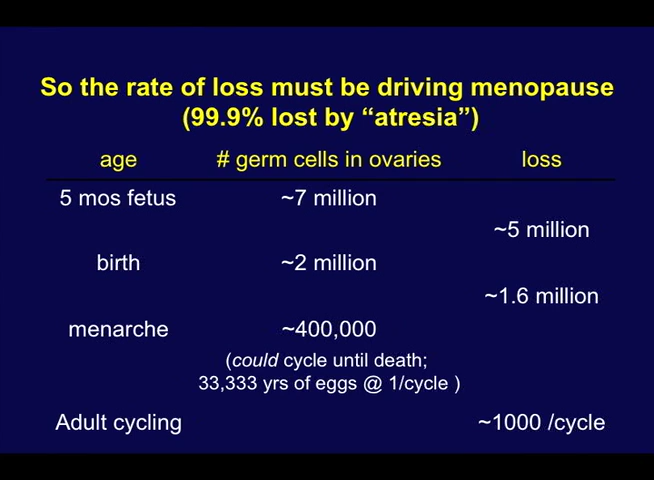 So the rate of loss must be driving menopause
(99.9% lost by “atresia”)
age # germ cells in ovaries loss
5 mos fetus ~7 million
~5 million
birth ~2 million
~1.6 million
menarche ~400,000
(could cycle until death;
33,333 yrs of eggs @ 1/cycle )
Adult cycling ~1000 /cycle